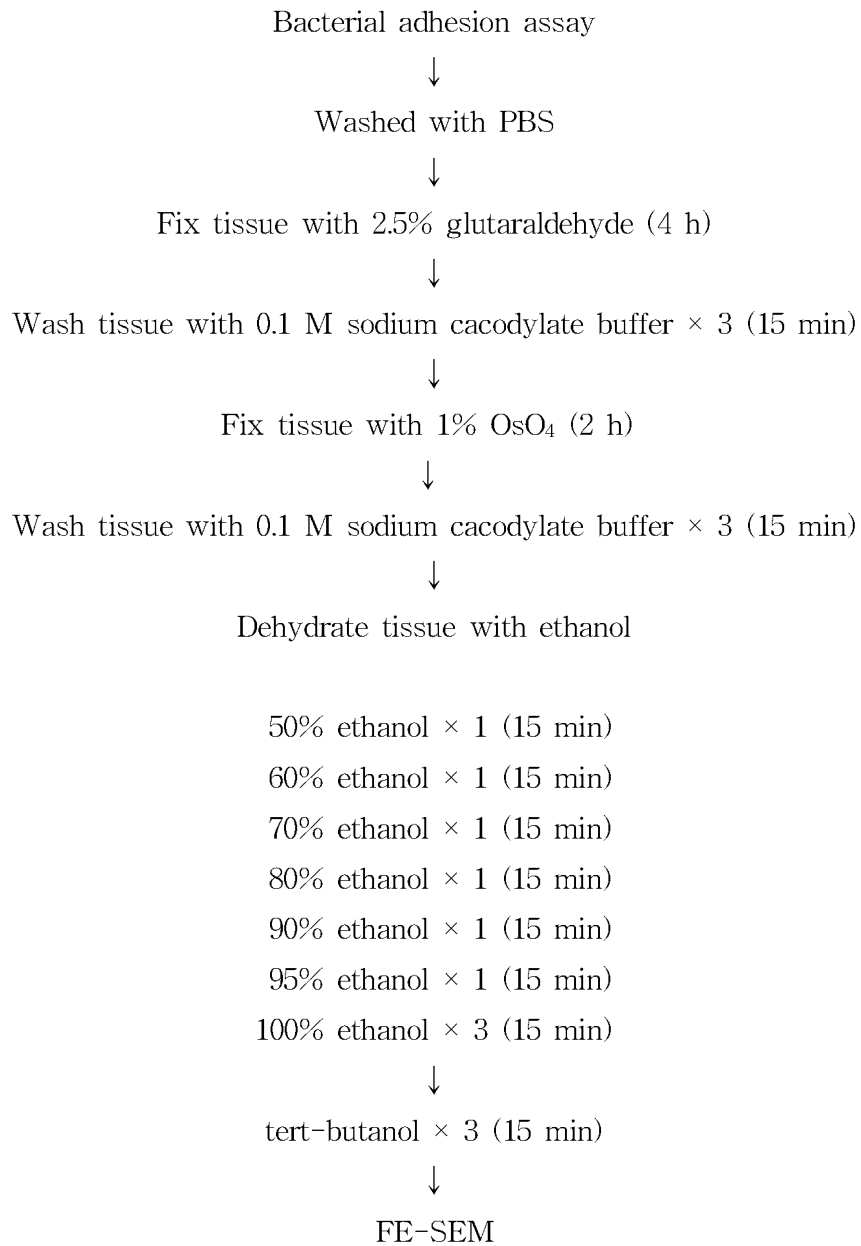 Bacterial adhesion assay
↓
Washed with PBS
↓
Fix tissue with 2.5% glutaraldehyde (4 h)
↓
Wash tissue with 0.1 M sodium cacodylate buffer × 3 (15 min)
↓
Fix tissue with 1% OsO₄ (2 h)
↓
Wash tissue with 0.1 M sodium cacodylate buffer × 3 (15 min)
↓
Dehydrate tissue with ethanol
50% ethanol × 1 (15 min)
60% ethanol × 1 (15 min)
70% ethanol × 1 (15 min)
80% ethanol × 1 (15 min)
90% ethanol × 1 (15 min)
95% ethanol × 1 (15 min)
100% ethanol × 3 (15 min)
↓
tert-butanol × 3 (15 min)
↓
FE-SEM